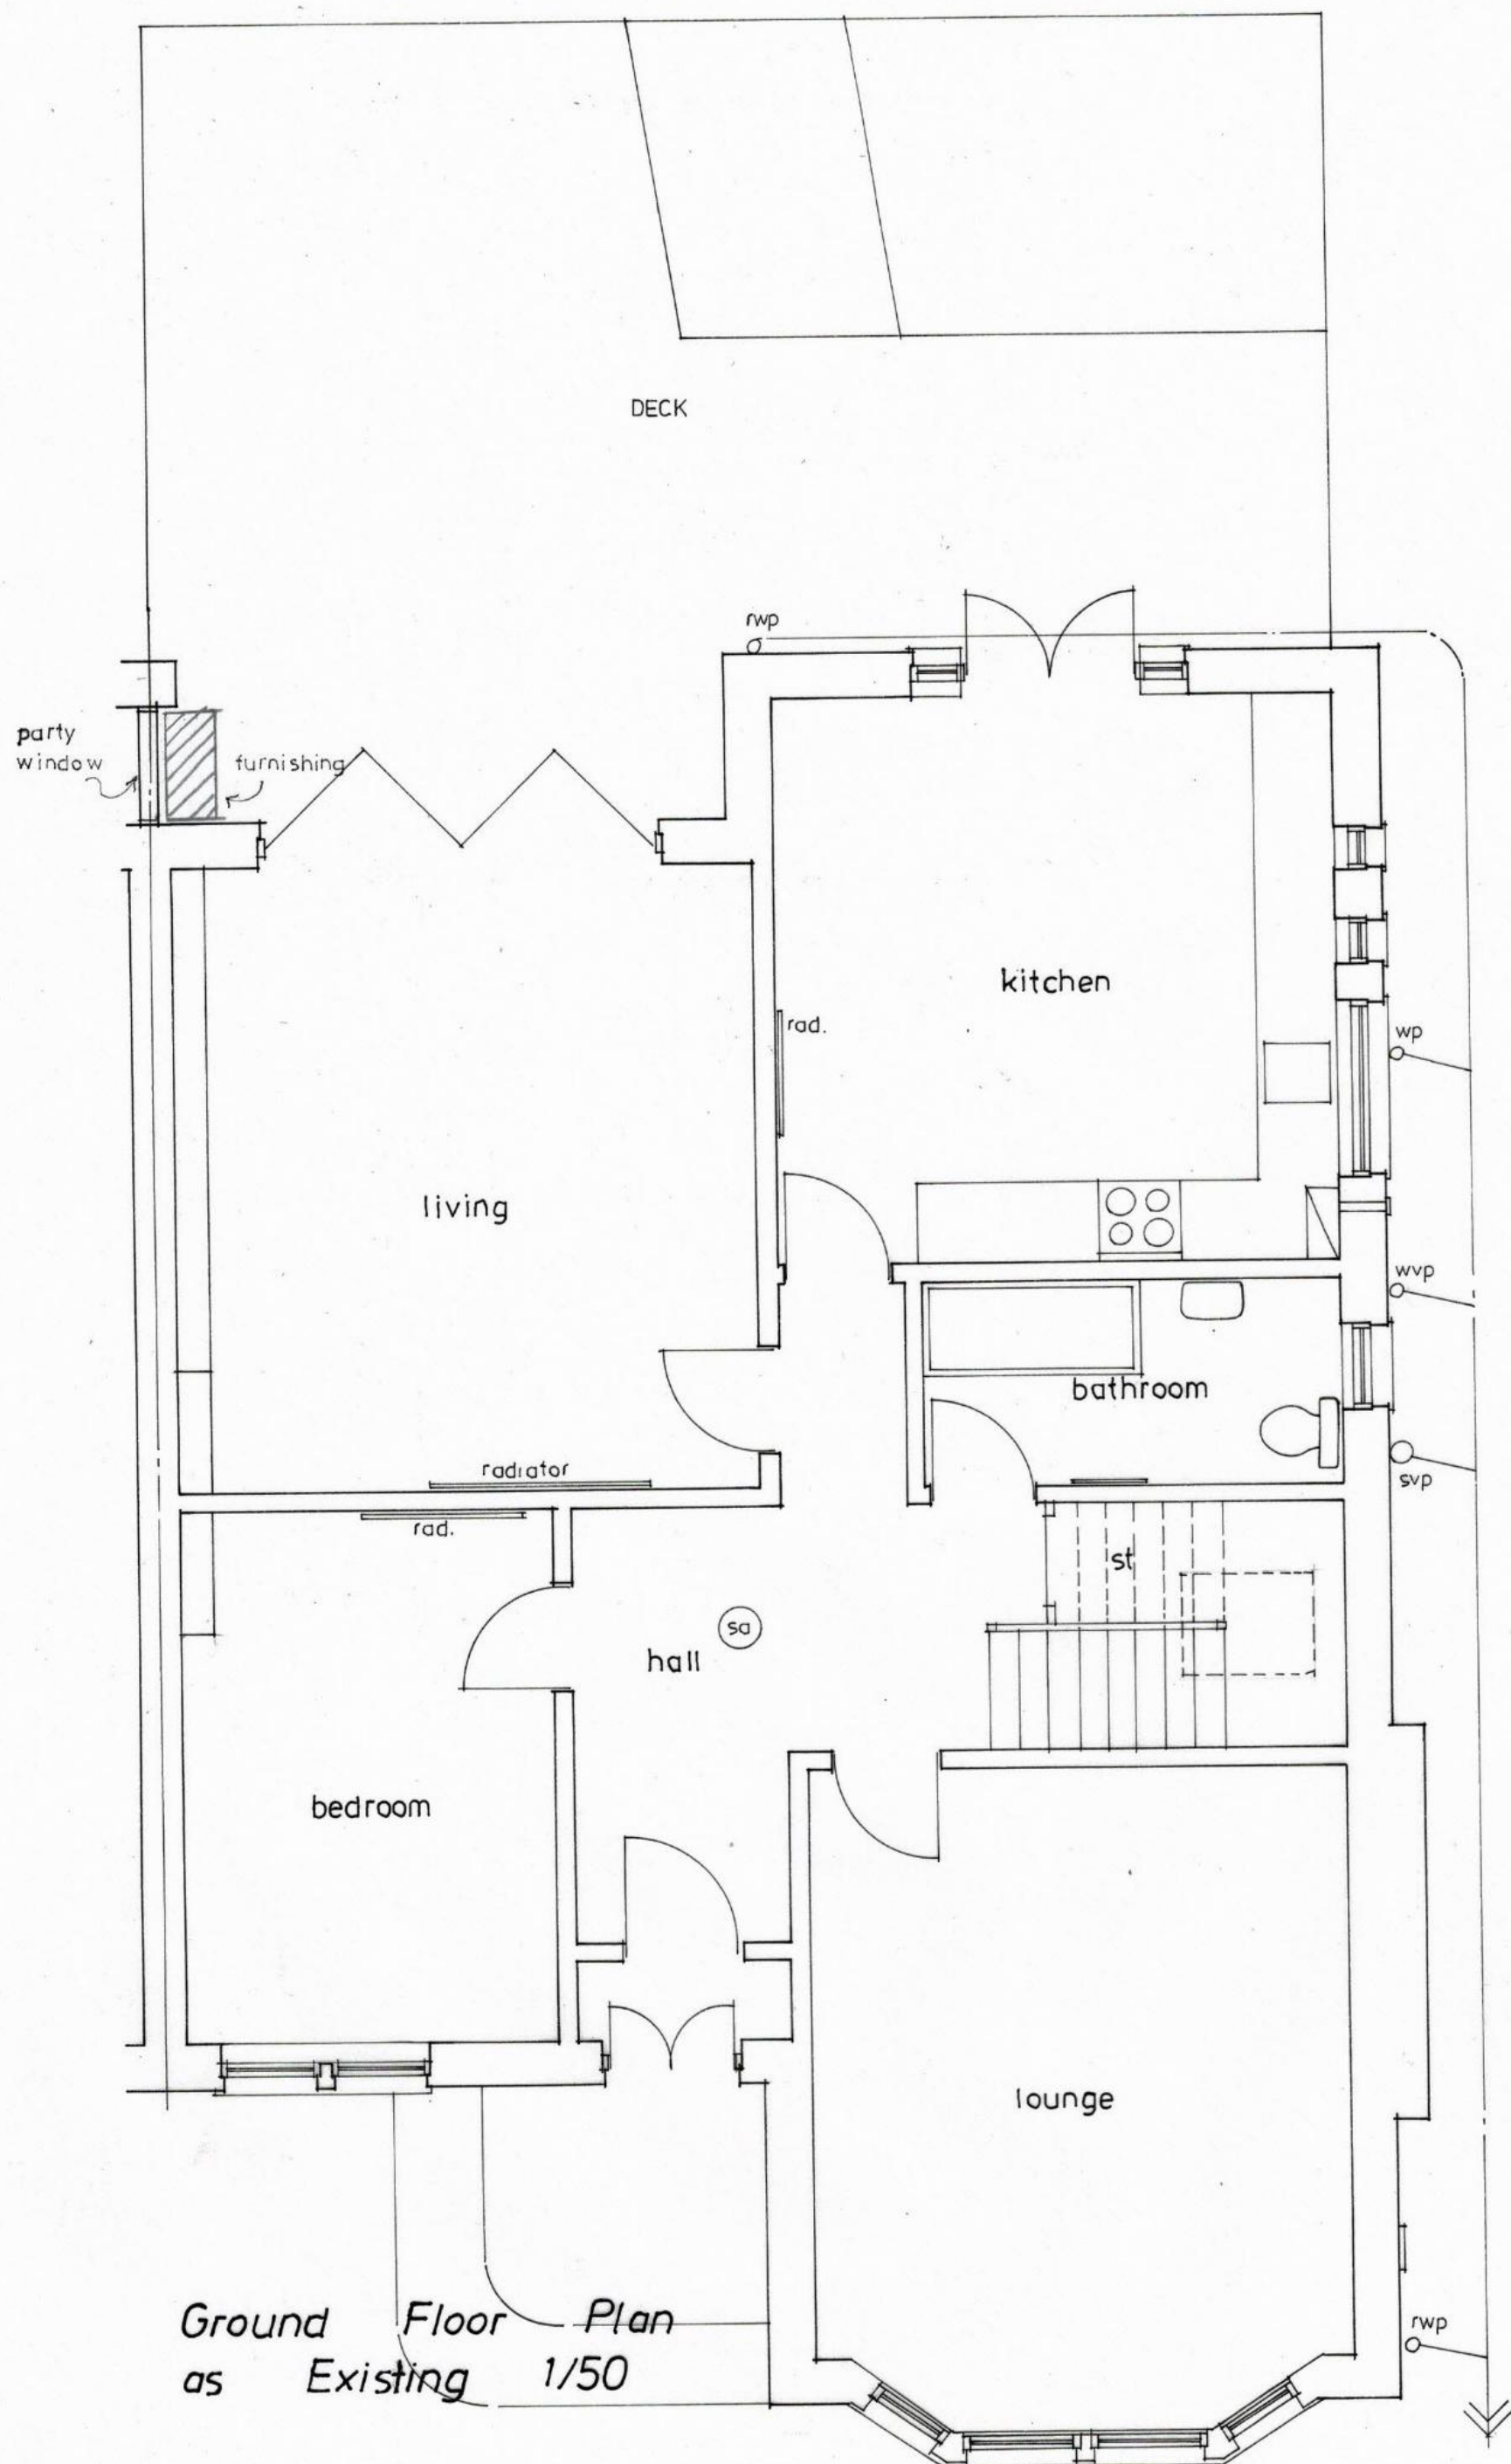 DECK
rwp
party
window
furnishing
kitchen
rad.
wp
living
wvp
bathroom
radiator
svp
rad.
st
sa
hall
bedroom
lounge
Ground Floor Plan
as Existing 1/50
rwp